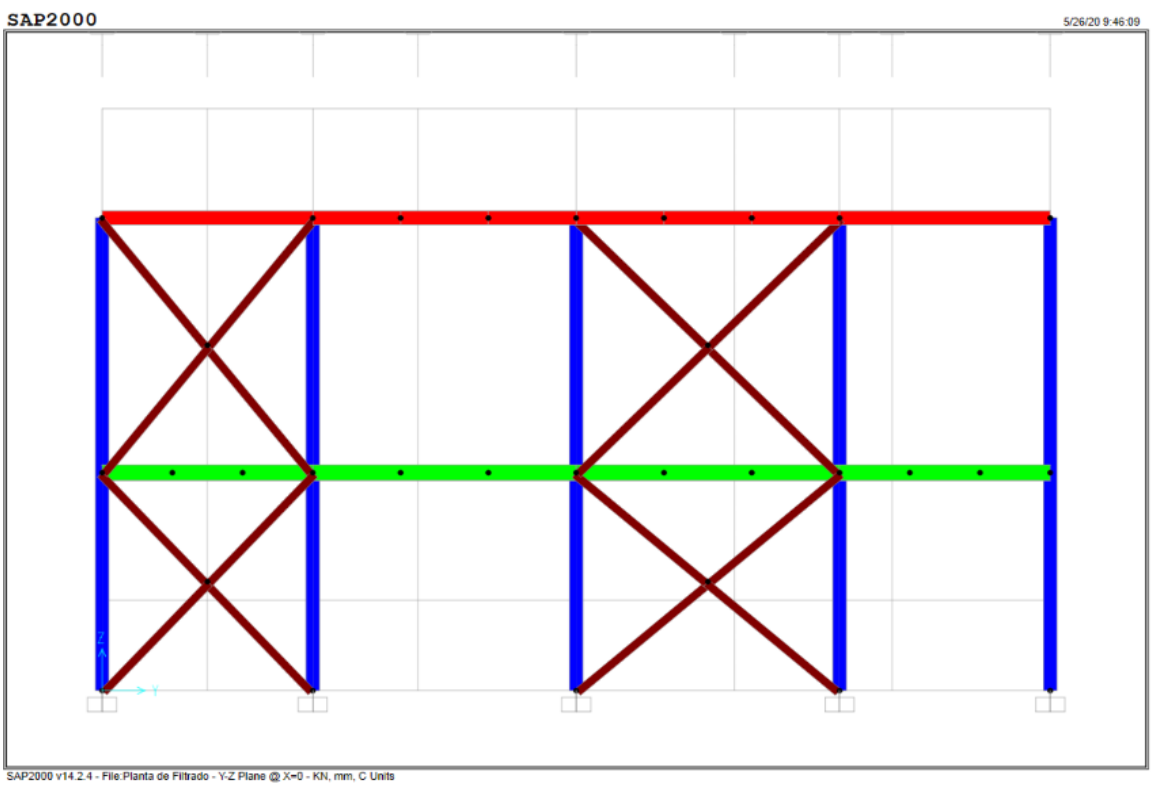 SAP2000
5/26/20 9:46:09
Z
Y
SAP2000 v14.2.4 - File:Planta de Filtrado - Y-Z Plane @ X=0 - KN, mm, C Units